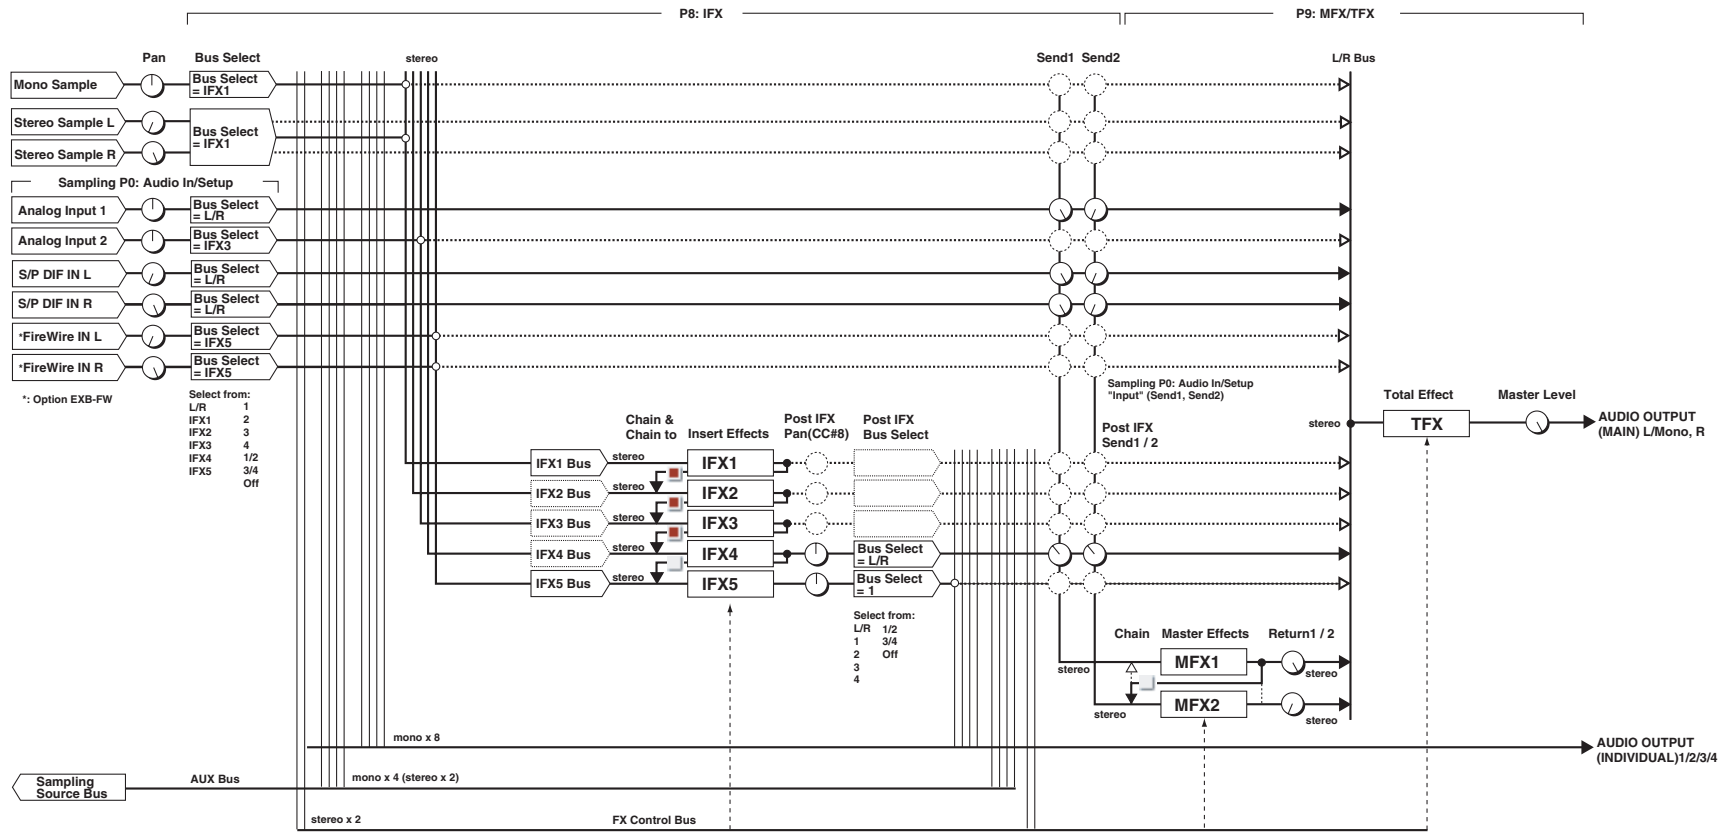 P8: IFX
P9: MFX/TFX
Pan
Bus Select
stereo
Send1
Send2
L/R Bus
Mono Sample
Bus Select
= IFX1
Stereo Sample L
Bus Select
= IFX1
Stereo Sample R
Sampling P0: Audio In/Setup
Analog Input 1
Bus Select
= L/R
Analog Input 2
Bus Select
= IFX3
S/P DIF IN L
Bus Select
= L/R
S/P DIF IN R
Bus Select
= L/R
*FireWire IN L
Bus Select
= IFX5
*FireWire IN R
Bus Select
= IFX5
*: Option EXB-FW
Select from:
L/R 1
IFX1 2
IFX2 3
IFX3 4
IFX4 1/2
IFX5 3/4
Off
Sampling P0: Audio In/Setup
"Input" (Send1, Send2)
Chain &
Chain to
Insert Effects
Post IFX
Pan(CC#8)
Post IFX
Bus Select
Post IFX
Send1 / 2
stereo
Total Effect
TFX
Master Level
AUDIO OUTPUT
(MAIN) L/Mono, R
IFX1 Bus
stereo
IFX1
IFX2 Bus
stereo
IFX2
IFX3 Bus
stereo
IFX3
IFX4 Bus
stereo
IFX4
Bus Select
= L/R
IFX5 Bus
stereo
IFX5
Bus Select
= 1
Select from:
L/R 1/2
1 3/4
2 Off
3
4
Chain
Master Effects
Return1 / 2
stereo
MFX1
stereo
stereo
MFX2
stereo
mono x 8
AUDIO OUTPUT
(INDIVIDUAL)1/2/3/4
Sampling
Source Bus
AUX Bus
mono x 4 (stereo x 2)
stereo x 2
FX Control Bus